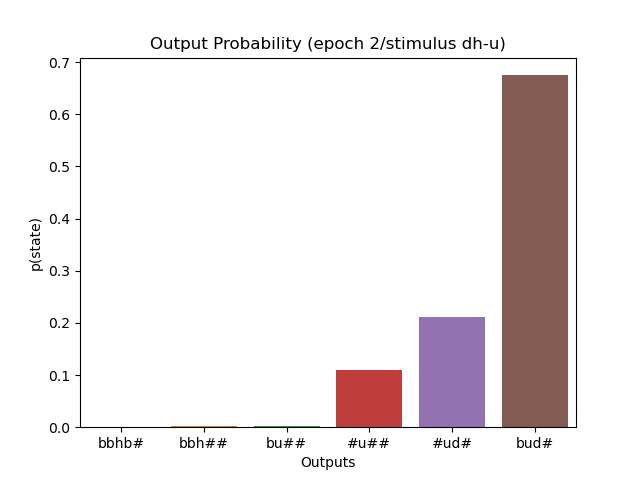 Output Probability (epoch 2/stimulus dh-u)
0.7
0.6
0.5
0.4
0.3
0.2
0.1
0.0
p(state)
bbhb# bbh## bu## #u## #ud# bud#
Outputs